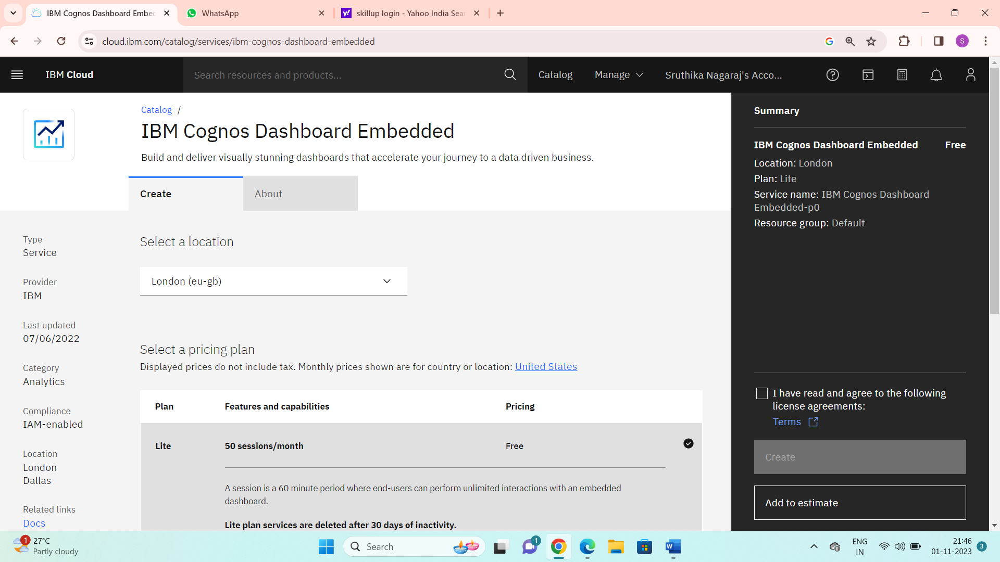 IBM Cognos Dashboard Embed
WhatsApp
skillup login - Yahoo India Sear
cloud.ibm.com/catalog/services/ibm-cognos-dashboard-embedded
S
IBM Cloud
Search resources and products...
Catalog
Manage
Sruthika Nagaraj's Acco...
Catalog /
IBM Cognos Dashboard Embedded
Build and deliver visually stunning dashboards that accelerate your journey to a data driven business.
Create
About
Type
Service
Provider
IBM
Last updated
07/06/2022
Category
Analytics
Compliance
IAM-enabled
Location
London
Dallas
Related links
Docs
Select a location
London (eu-gb)
Select a pricing plan
Displayed prices do not include tax. Monthly prices shown are for country or location: United States
Plan Features and capabilities Pricing
Lite 50 sessions/month Free
A session is a 60 minute period where end-users can perform unlimited interactions with an embedded
dashboard.
Lite plan services are deleted after 30 days of inactivity.
Summary
IBM Cognos Dashboard Embedded Free
Location: London
Plan: Lite
Service name: IBM Cognos Dashboard
Embedded-p0
Resource group: Default
I have read and agree to the following
license agreements:
Terms
Create
Add to estimate
1
27°C
Partly cloudy
Search
1
ENG
IN
21:46
01-11-2023
3